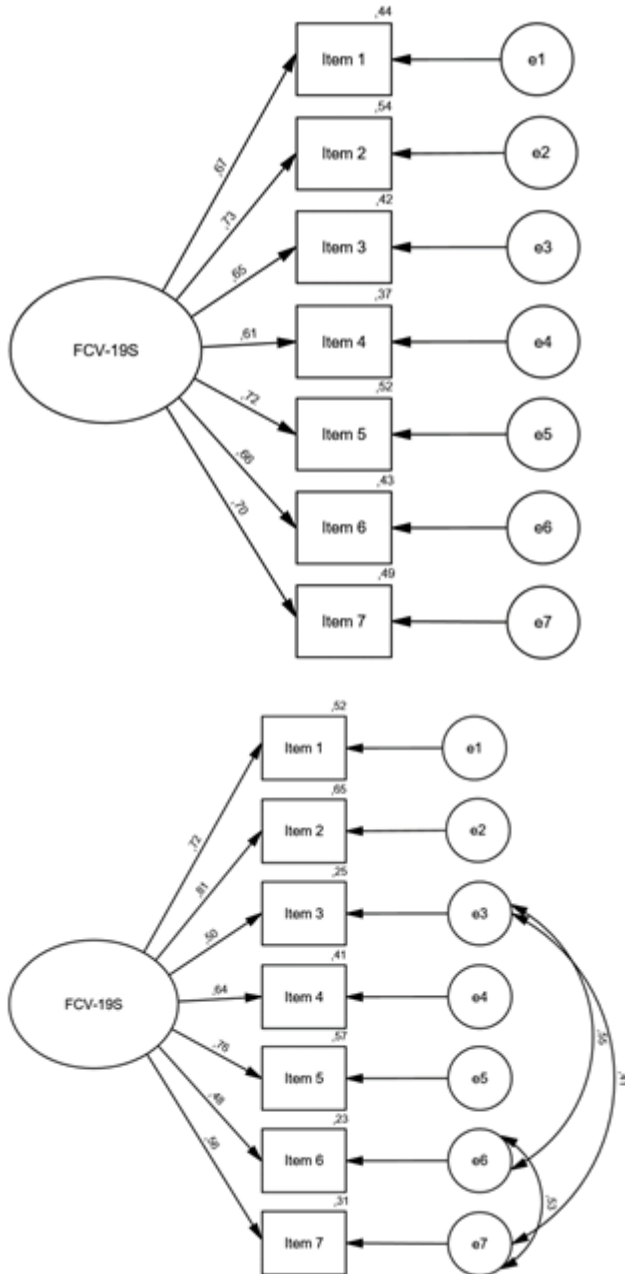 ,44
Item 1
e1
,67
,54
Item 2
e2
,73
,42
Item 3
e3
,65
,37
Item 4
e4
,61
FCV-19S
,52
Item 5
e5
,72
,43
Item 6
e6
,66
,49
Item 7
e7
,70
,52
Item 1
e1
,72
,65
Item 2
e2
,81
,25
Item 3
e3
,50
,41
Item 4
e4
,64
FCV-19S
,57
Item 5
e5
,76
,55
,23
Item 6
e6
,48
,53
,31
Item 7
e7
,56